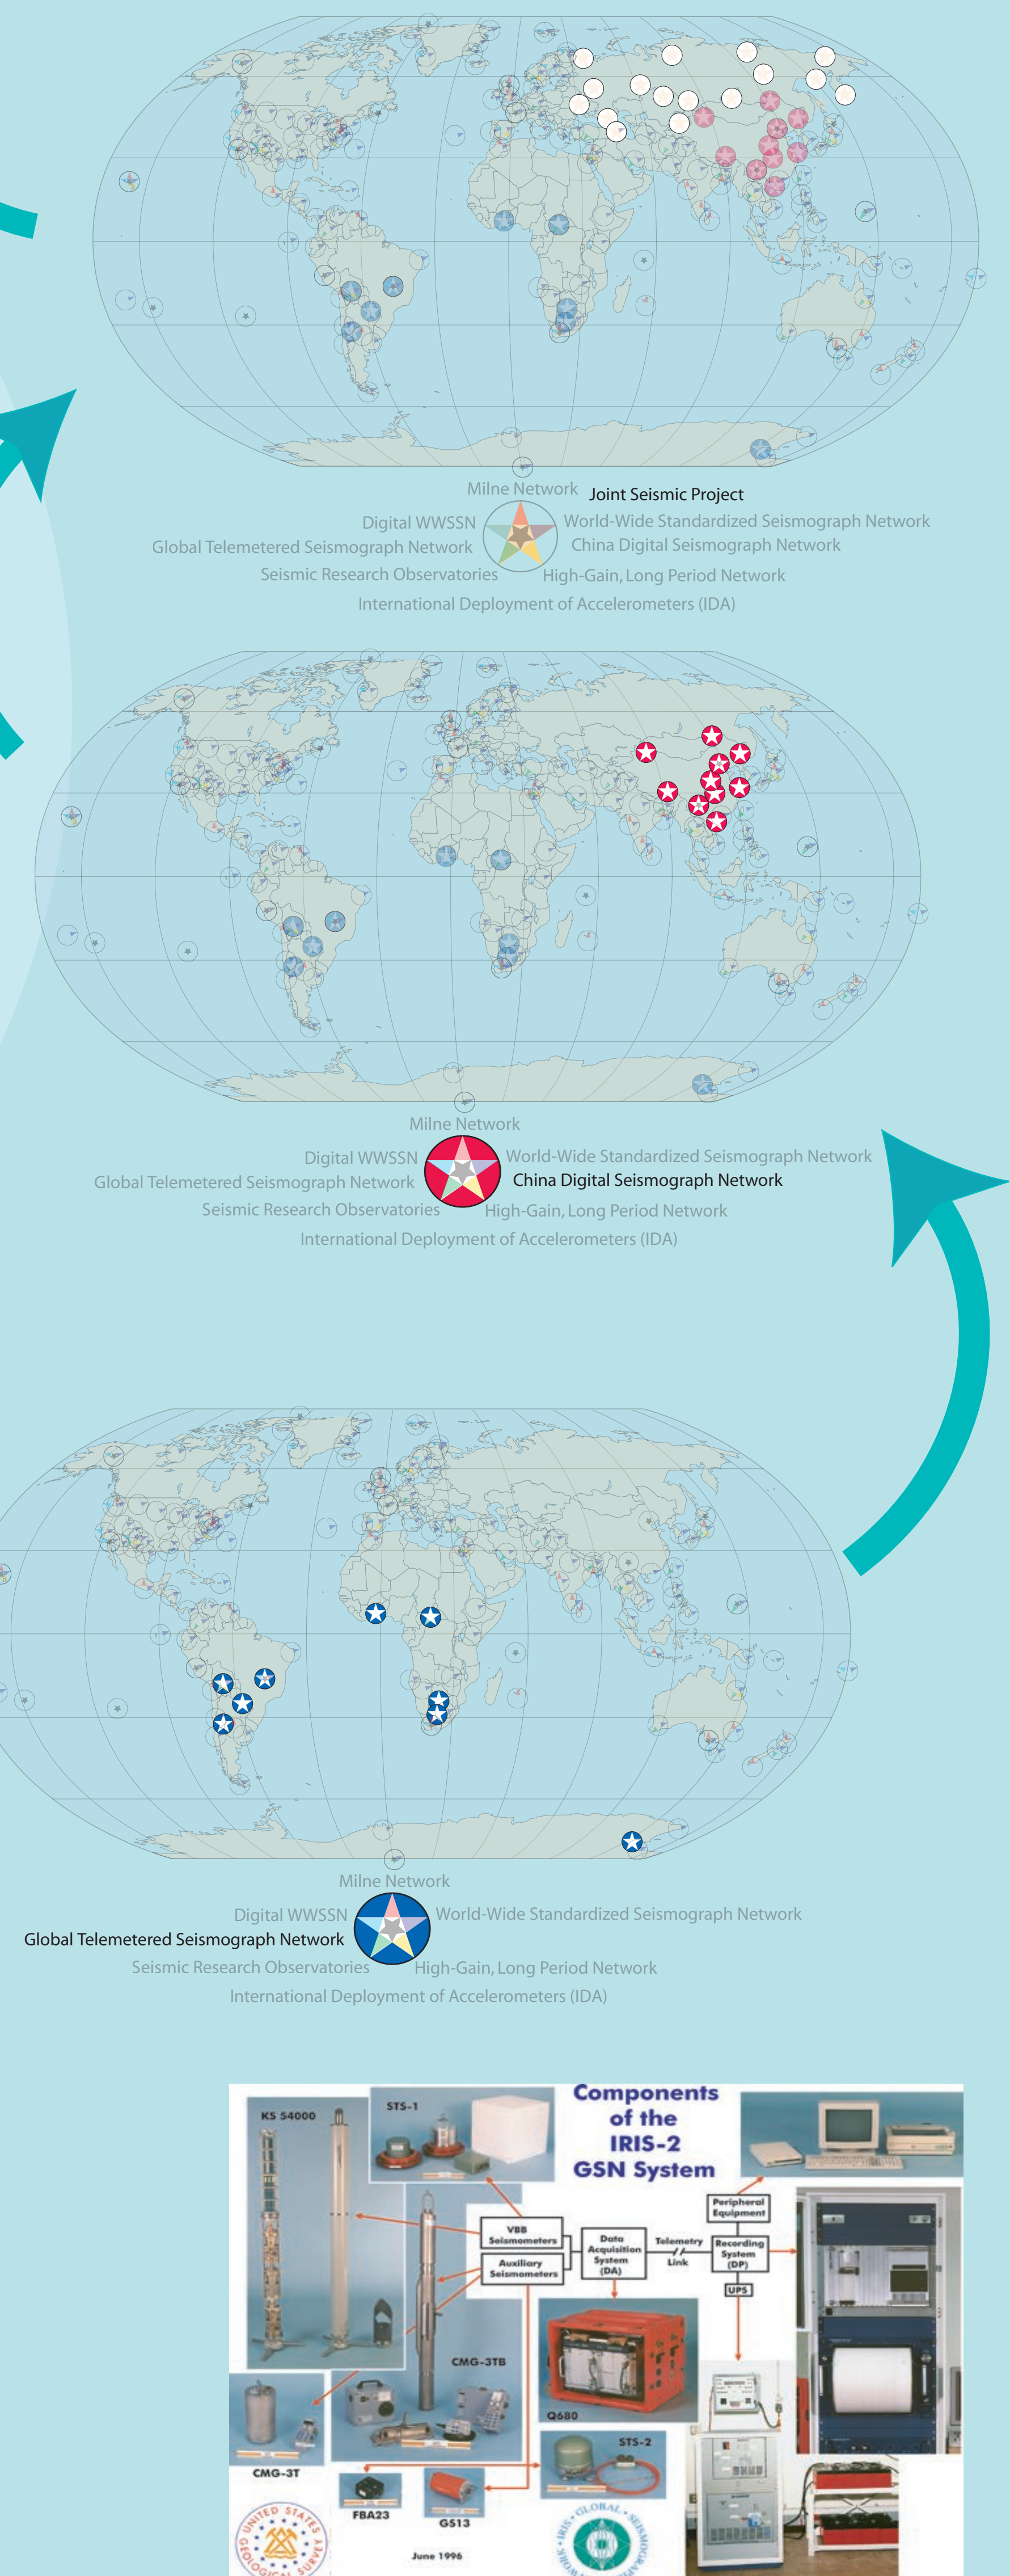 Milne Network
Joint Seismic Project
Digital WWSSN
World-Wide Standardized Seismograph Network
Global Telemetered Seismograph Network
China Digital Seismograph Network
Seismic Research Observatories
High-Gain, Long Period Network
International Deployment of Accelerometers (IDA)
Milne Network
Digital WWSSN
World-Wide Standardized Seismograph Network
Global Telemetered Seismograph Network
China Digital Seismograph Network
Seismic Research Observatories
High-Gain, Long Period Network
International Deployment of Accelerometers (IDA)
Milne Network
Digital WWSSN
World-Wide Standardized Seismograph Network
Global Telemetered Seismograph Network
Seismic Research Observatories
High-Gain, Long Period Network
International Deployment of Accelerometers (IDA)
Components
of the
IRIS-2
GSN System
KS 54000
STS-1
VBB
Seismometers
Auxiliary
Seismometers
Data
Acquisition
System
(DA)
Telemetry
Link
Peripheral
Equipment
Recording
System
(DP)
UPS
CMG-3TB
Q680
STS-2
CMG-3T
FBA23
GS13
June 1996
UNITED STATES
GEOLOGICAL SURVEY
IRIS · GLOBAL